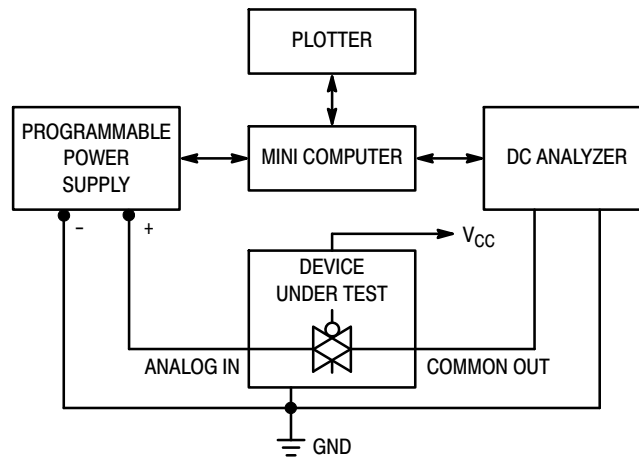 PLOTTER
PROGRAMMABLE
POWER
SUPPLY
MINI COMPUTER
DC ANALYZER
– +
VCC
DEVICE
UNDER TEST
ANALOG IN
COMMON OUT
GND